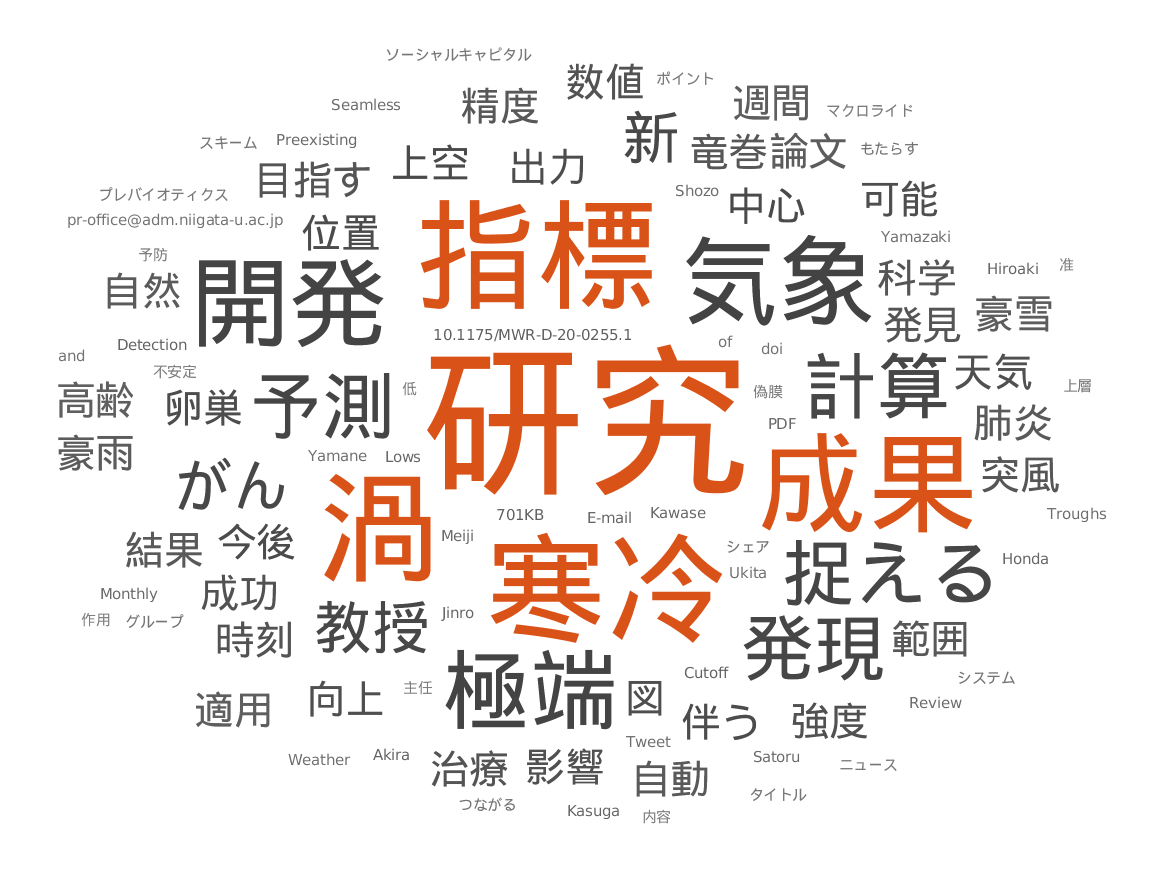 ソーシャルキャピタル
数値
ポイント
精度
週間
Seamless
マクロライド
新
スキーム
Preexisting
竜巻
論文
もたらす
上空
出力
目指す
Shozo
プレバイオティクス
中心
可能
pr-office@adm.niigata-u.ac.jp
位置
指標
気象
Yamazaki
予防
自然
開発
科学
Hiroaki
准
発見
豪雪
10.1175/MWR-D-20-0255.1
Detection
of
doi
and
不安定
計算
天気
高齢
卵巣
予測
低
研究
偽膜
上層
PDF
肺炎
豪雨
Yamane
Lows
成果
突風
がん
渦
701KB
E-mail
Kawase
Troughs
結果
今後
Meiji
寒冷
シェア
Ukita
捉える
Honda
Monthly
成功
作用
グループ
時刻
教授
Jinro
発現
範囲
極端
Cutoff
システム
適用
向上
主任
図
伴う
強度
Review
Tweet
Weather
Akira
治療
影響
自動
Satoru
ニュース
つながる
Kasuga
内容
タイトル